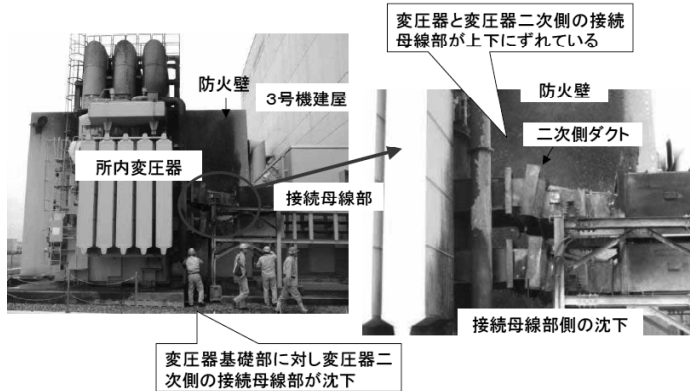 変圧器と変圧器二次側の接続
母線部が上下にずれている
防火壁
3号機建屋
所内変圧器
接続母線部
防火壁
二次側ダクト
接続母線部側の沈下
変圧器基礎部に対し変圧器二
次側の接続母線部が沈下